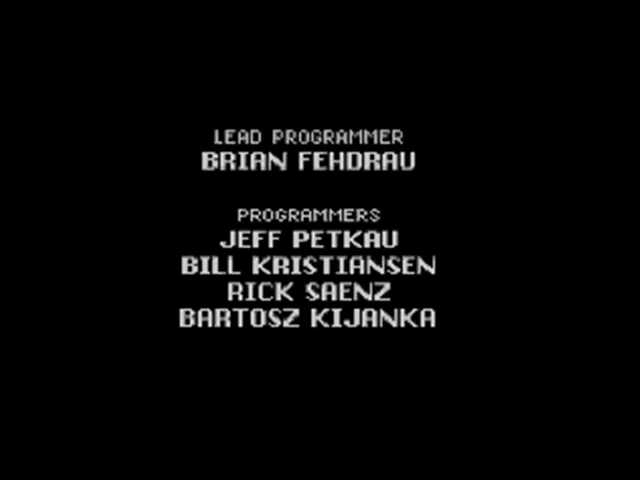 LEAD PROGRAMMER
BRIAN FEHDRAU
PROGRAMMERS
JEFF PETKAU
BILL KRISTIANSEN
RICK SAENZ
BARTOSZ KIJANKA